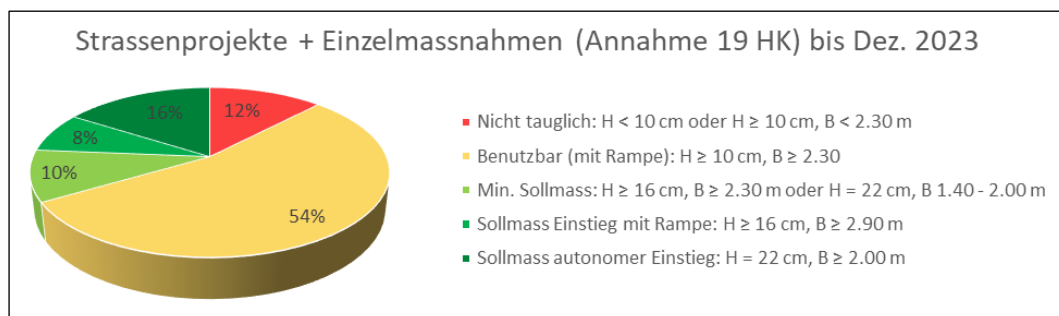 Strassenprojekte + Einzelmassnahmen (Annahme 19 HK) bis Dez. 2023
16%
12%
8%
10%
54%
Nicht tauglich: H < 10 cm oder H ≥ 10 cm, B < 2.30 m
Benutzbar (mit Rampe): H ≥ 10 cm, B ≥ 2.30
Min. Sollmass: H ≥ 16 cm, B ≥ 2.30 m oder H = 22 cm, B 1.40 - 2.00 m
Sollmass Einstieg mit Rampe: H ≥ 16 cm, B ≥ 2.90 m
Sollmass autonomer Einstieg: H = 22 cm, B ≥ 2.00 m